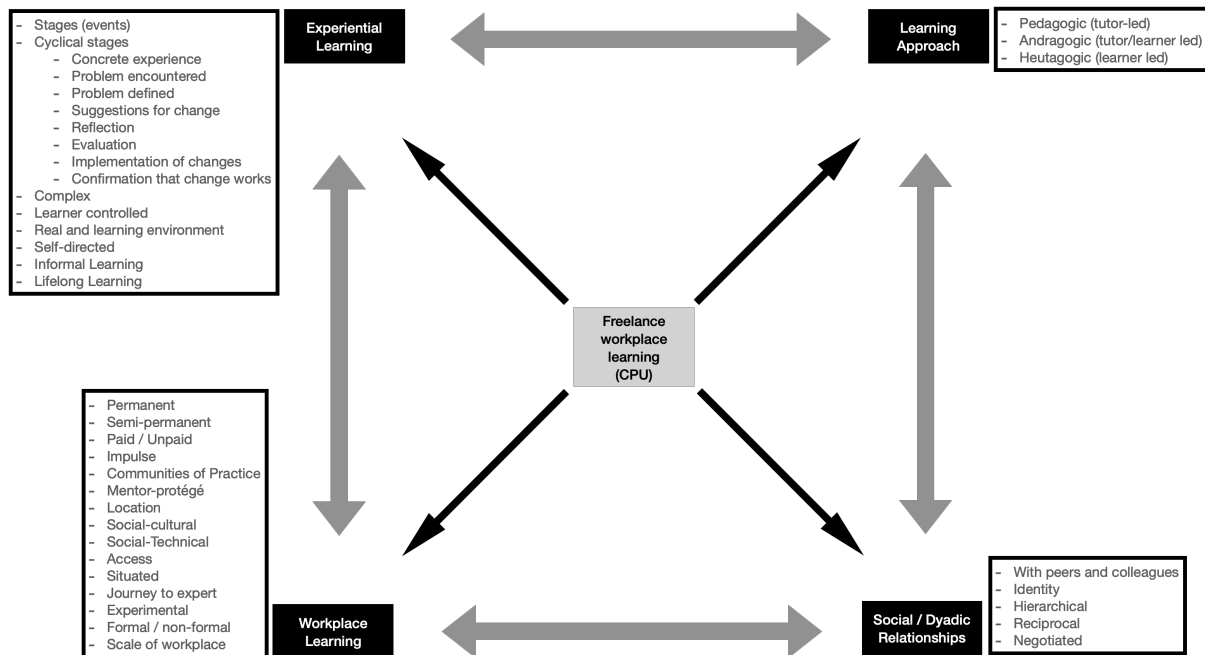 - Stages (events)
- Cyclical stages
- Concrete experience
- Problem encountered
- Problem defined
- Suggestions for change
- Reflection
- Evaluation
- Implementation of changes
- Confirmation that change works
- Complex
- Learner controlled
- Real and learning environment
- Self-directed
- Informal Learning
- Lifelong Learning
Experiential
Learning
Learning
Approach
- Pedagogic (tutor-led)
- Andragogic (tutor/learner led)
- Heutagogic (learner led)
Freelance
workplace
learning
(CPU)
- Permanent
- Semi-permanent
- Paid / Unpaid
- Impulse
- Communities of Practice
- Mentor-protégé
- Location
- Social-cultural
- Social-Technical
- Access
- Situated
- Journey to expert
- Experimental
- Formal / non-formal
- Scale of workplace
Workplace
Learning
Social / Dyadic
Relationships
- With peers and colleagues
- Identity
- Hierarchical
- Reciprocal
- Negotiated